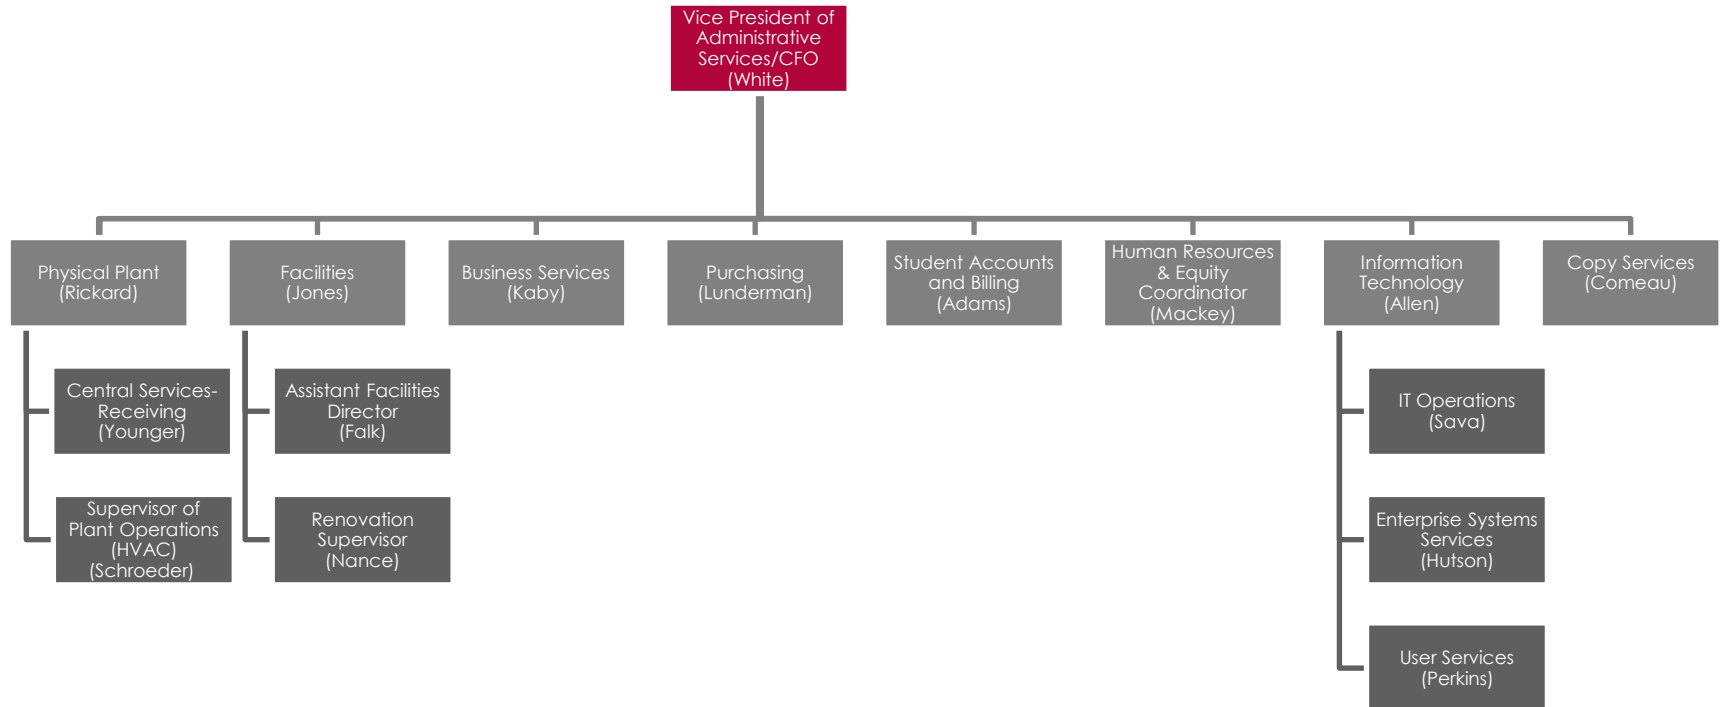 Vice President of
Administrative
Services/CFO
(White)
Physical Plant
(Rickard)
Facilities
(Jones)
Business Services
(Kaby)
Purchasing
(Lunderman)
Student Accounts
and Billing
(Adams)
Human Resources
& Equity
Coordinator
(Mackey)
Information
Technology
(Allen)
Copy Services
(Comeau)
Central Services-
Receiving
(Younger)
Supervisor of
Plant Operations
(HVAC)
(Schroeder)
Assistant Facilities
Director
(Falk)
Renovation
Supervisor
(Nance)
IT Operations
(Sava)
Enterprise Systems
Services
(Hutson)
User Services
(Perkins)